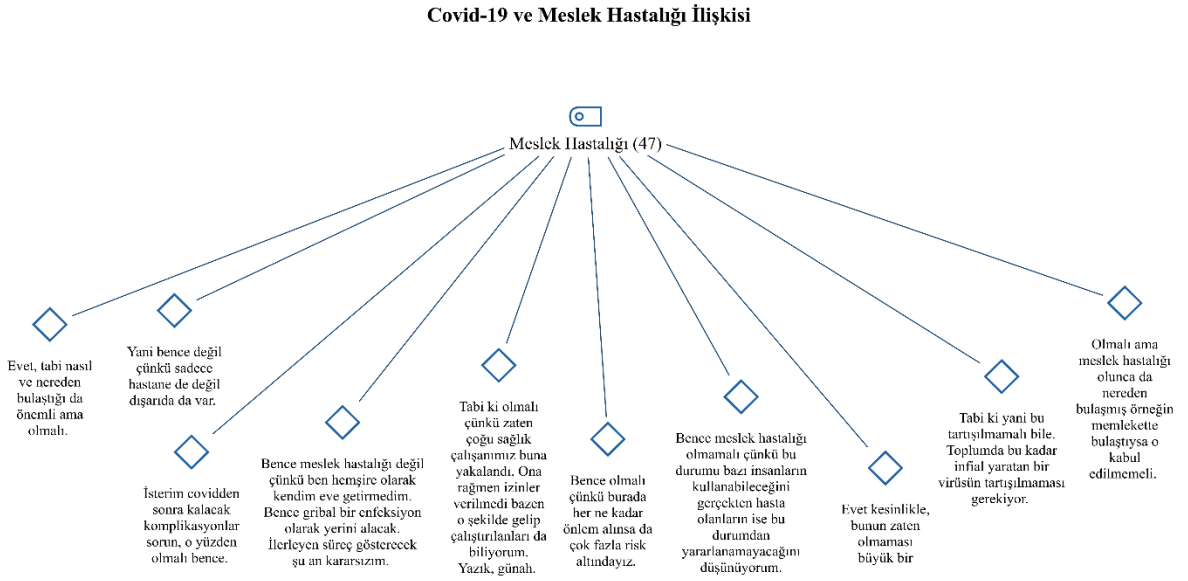 Covid-19 ve Meslek Hastalığı İlişkisi
Meslek Hastalığı (47)
Evet, tabi nasıl
ve nereden
bulaştığı da
önemli ama
olmalı.
Yani bence değil
çünkü sadece
hastane de değil
dışarıda da var.
İsterim covidden
sonra kalacak
komplikasyonlar
sorun, o yüzden
olmalı bence.
Bence meslek hastalığı değil
çünkü ben hemşire olarak
kendim eve getirmedim.
Bence gribal bir enfeksiyon
olarak yerini alacak.
İlerleyen süreç gösterecek
şu an kararsızım.
Tabi ki olmalı
çünkü zaten
çoğu sağlık
çalışanımız buna
yakalandı. Ona
rağmen izinler
verilmedi bazen
o şekilde gelip
çalıştırılanları da
biliyorum.
Yazık, günah.
Bence olmalı
çünkü burada
her ne kadar
önlem alınsa da
çok fazla risk
altındayız.
Bence meslek hastalığı
olmamalı çünkü bu
durumu bazı insanların
kullanabileceğini
gerçekten hasta
olanların ise bu
durumdan
yararlanamayacağını
düşünüyorum.
Evet kesinlikle,
bunun zaten
olmaması
büyük bir
Tabi ki yani bu
tartışılmamalı bile.
Toplumda bu kadar
infial yaratan bir
virüsün tartışılmaması
gerekiyor.
Olmalı ama
meslek hastalığı
olunca da
nereden
bulaşmış örneğin
memlekette
bulaştıysa o
kabul
edilmemeli.